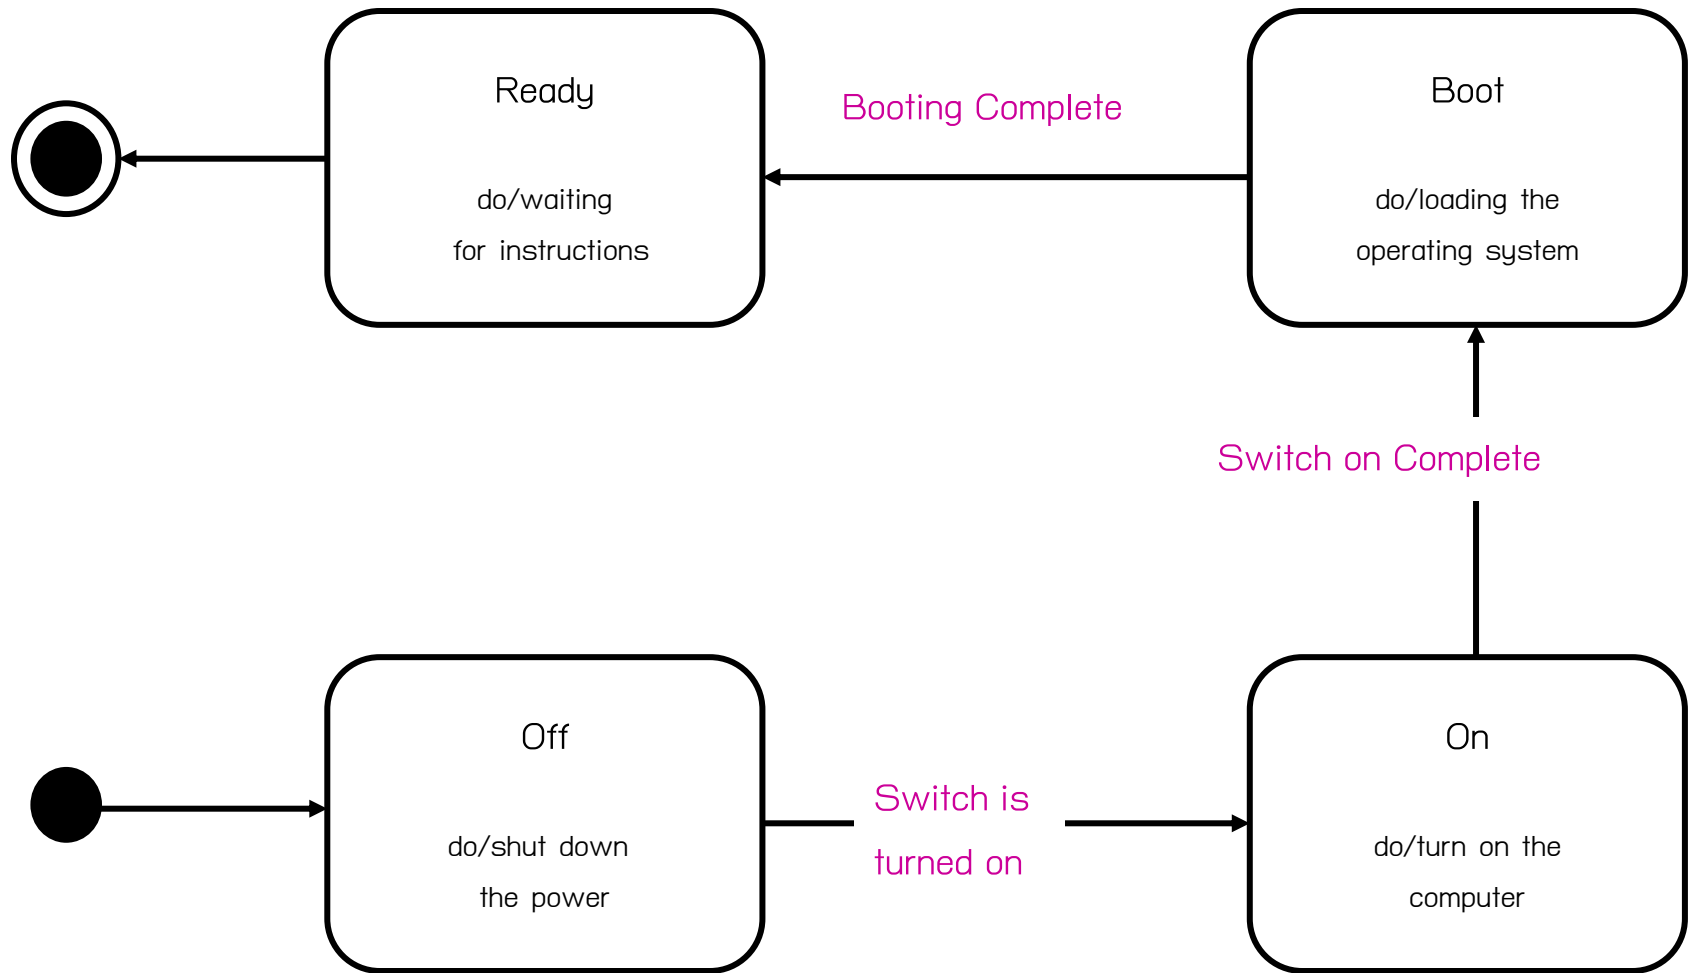 Ready
do/waiting
for instructions
Booting Complete
Boot
do/loading the
operating system
Switch on Complete
Off
do/shut down
the power
Switch is
turned on
On
do/turn on the
computer